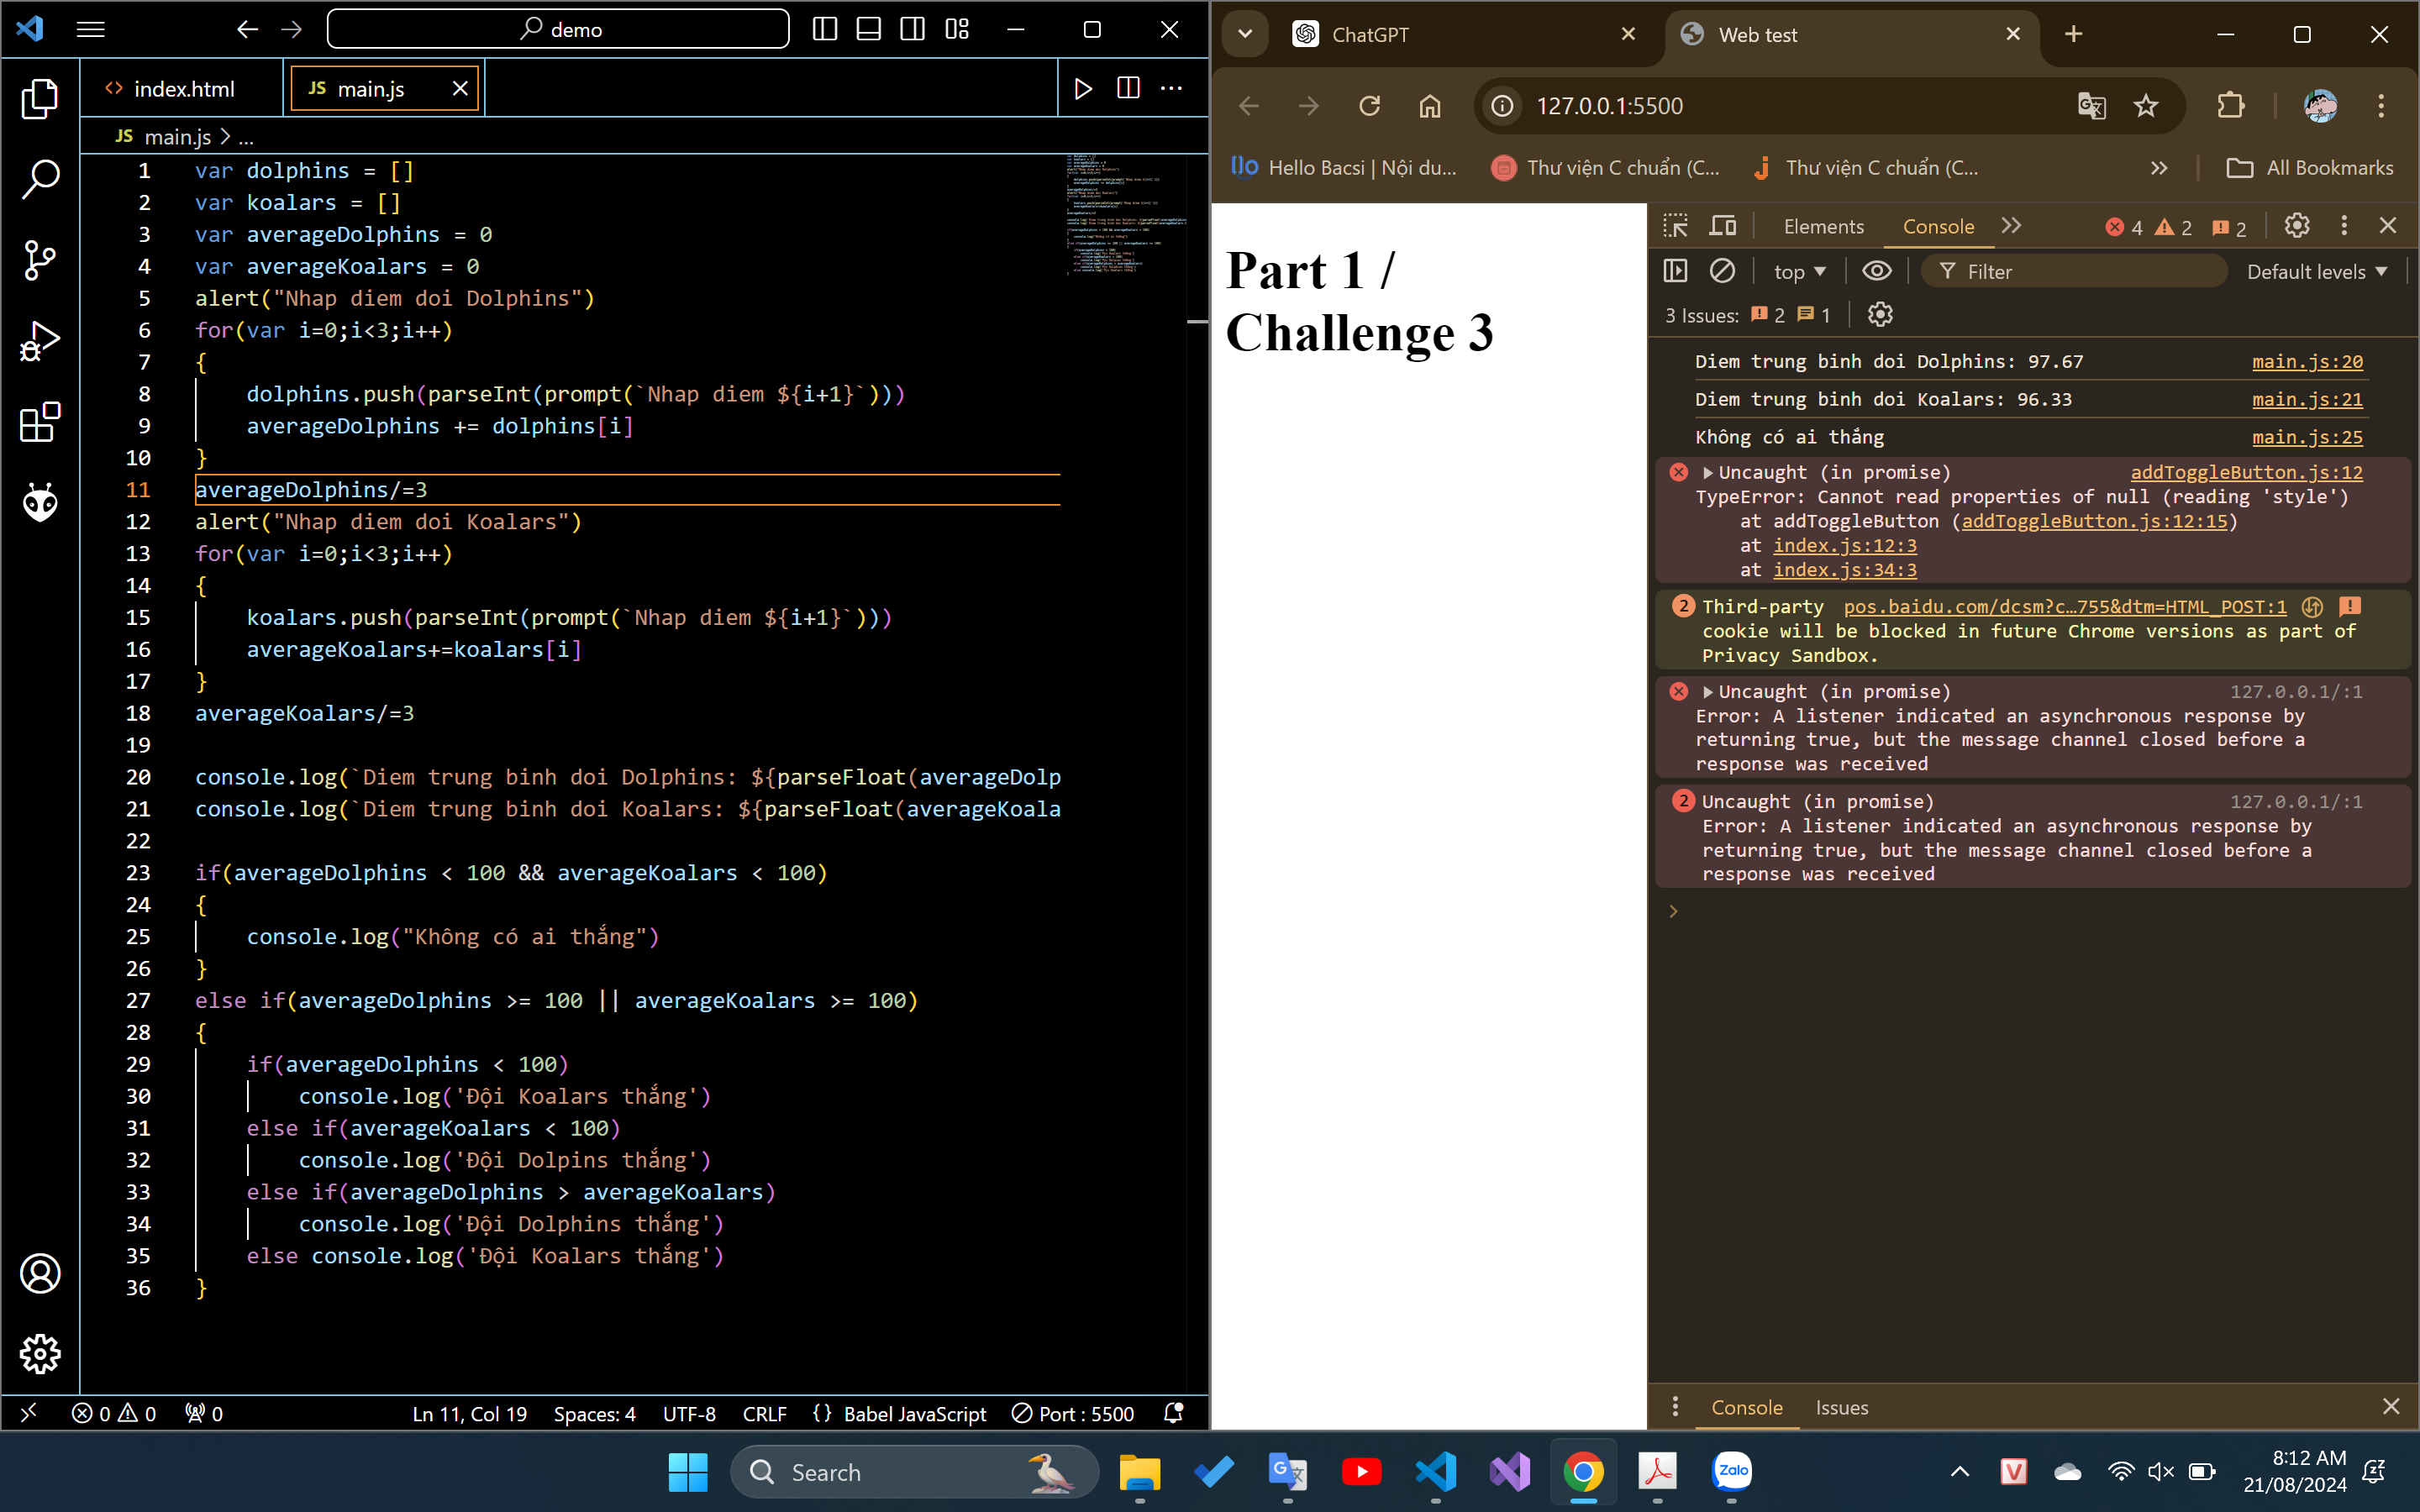 demo
index.html
JS main.js
JS main.js > ...
1 var dolphins = []
2 var koalars = []
3 var averageDolphins = 0
4 var averageKoalars = 0
5 alert("Nhap diem doi Dolphins")
6 for(var i=0;i<3;i++)
7 {
8 dolphins.push(parseInt(prompt(`Nhap diem ${i+1}`)))
9 averageDolphins += dolphins[i]
10 }
11 averageDolphins/=3
12 alert("Nhap diem doi Koalars")
13 for(var i=0;i<3;i++)
14 {
15 koalars.push(parseInt(prompt(`Nhap diem ${i+1}`)))
16 averageKoalars+=koalars[i]
17 }
18 averageKoalars/=3
19
20 console.log(`Diem trung binh doi Dolphins: ${parseFloat(averageDolp
21 console.log(`Diem trung binh doi Koalars: ${parseFloat(averageKoala
22
23 if(averageDolphins < 100 && averageKoalars < 100)
24 {
25 console.log("Không có ai thắng")
26 }
27 else if(averageDolphins >= 100 || averageKoalars >= 100)
28 {
29 if(averageDolphins < 100)
30 console.log('Đội Koalars thắng')
31 else if(averageKoalars < 100)
32 console.log('Đội Dolpins thắng')
33 else if(averageDolphins > averageKoalars)
34 console.log('Đội Dolphins thắng')
35 else console.log('Đội Koalars thắng')
36 }
0 0 0 Ln 11, Col 19 Spaces: 4 UTF-8 CRLF {} Babel JavaScript Port : 5500
ChatGPT
Web test
127.0.0.1:5500
Hello Bacsi | Nội du...
Thư viện C chuẩn (C...
Thư viện C chuẩn (C...
All Bookmarks
Part 1 /
Challenge 3
Elements Console 4 2 2
top Filter Default levels
3 Issues: 2 1
Diem trung binh doi Dolphins: 97.67 main.js:20
Diem trung binh doi Koalars: 96.33 main.js:21
Không có ai thắng main.js:25
Uncaught (in promise) addToggleButton.js:12
TypeError: Cannot read properties of null (reading 'style')
at addToggleButton (addToggleButton.js:12:15)
at index.js:12:3
at index.js:34:3
2 Third-party pos.baidu.com/dcsm?c…755&dtm=HTML_POST:1
cookie will be blocked in future Chrome versions as part of
Privacy Sandbox.
Uncaught (in promise) 127.0.0.1/:1
Error: A listener indicated an asynchronous response by
returning true, but the message channel closed before a
response was received
2 Uncaught (in promise) 127.0.0.1/:1
Error: A listener indicated an asynchronous response by
returning true, but the message channel closed before a
response was received
Console Issues
Search
Zalo
8:12 AM
21/08/2024